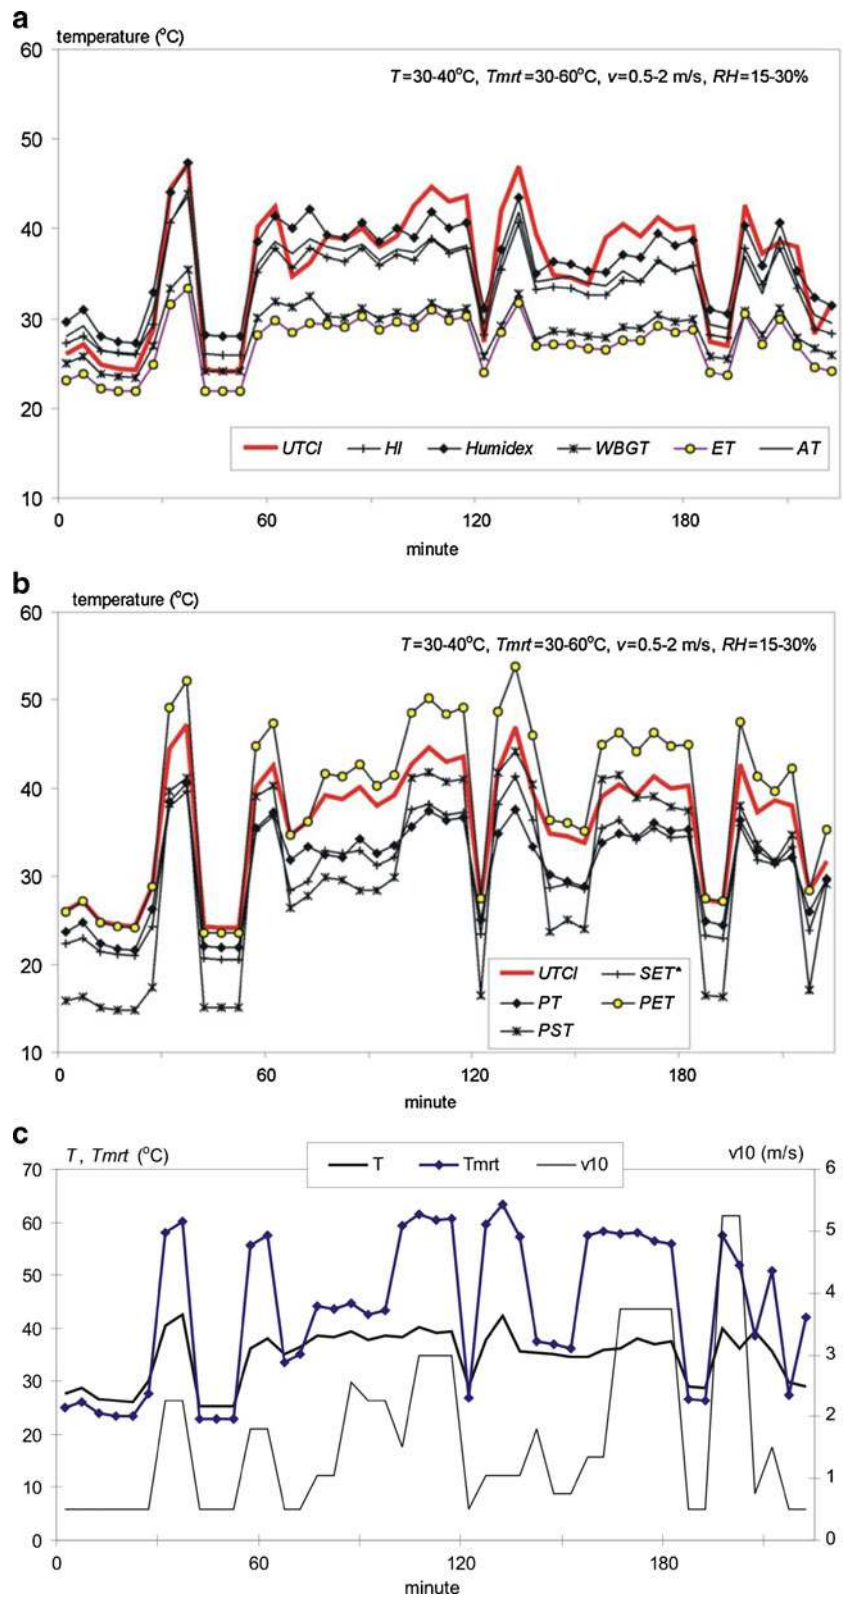 a
temperature (°C)
60
T=30-40°C, Tmrt=30-60°C, v=0.5-2 m/s, RH=15-30%
50
40
30
20
UTCI HI Humidex WBGT ET AT
10
0 60 120 180
minute
b
temperature (°C)
60
T=30-40°C, Tmrt=30-60°C, v=0.5-2 m/s, RH=15-30%
50
40
30
20
UTCI SET*
PT PET
PST
10
0 60 120 180
minute
c
T, Tmrt (°C) v10 (m/s)
T Tmrt v10
70 6
60
5
50
4
40
3
30
2
20
1
10
0 0
0 60 120 180
minute